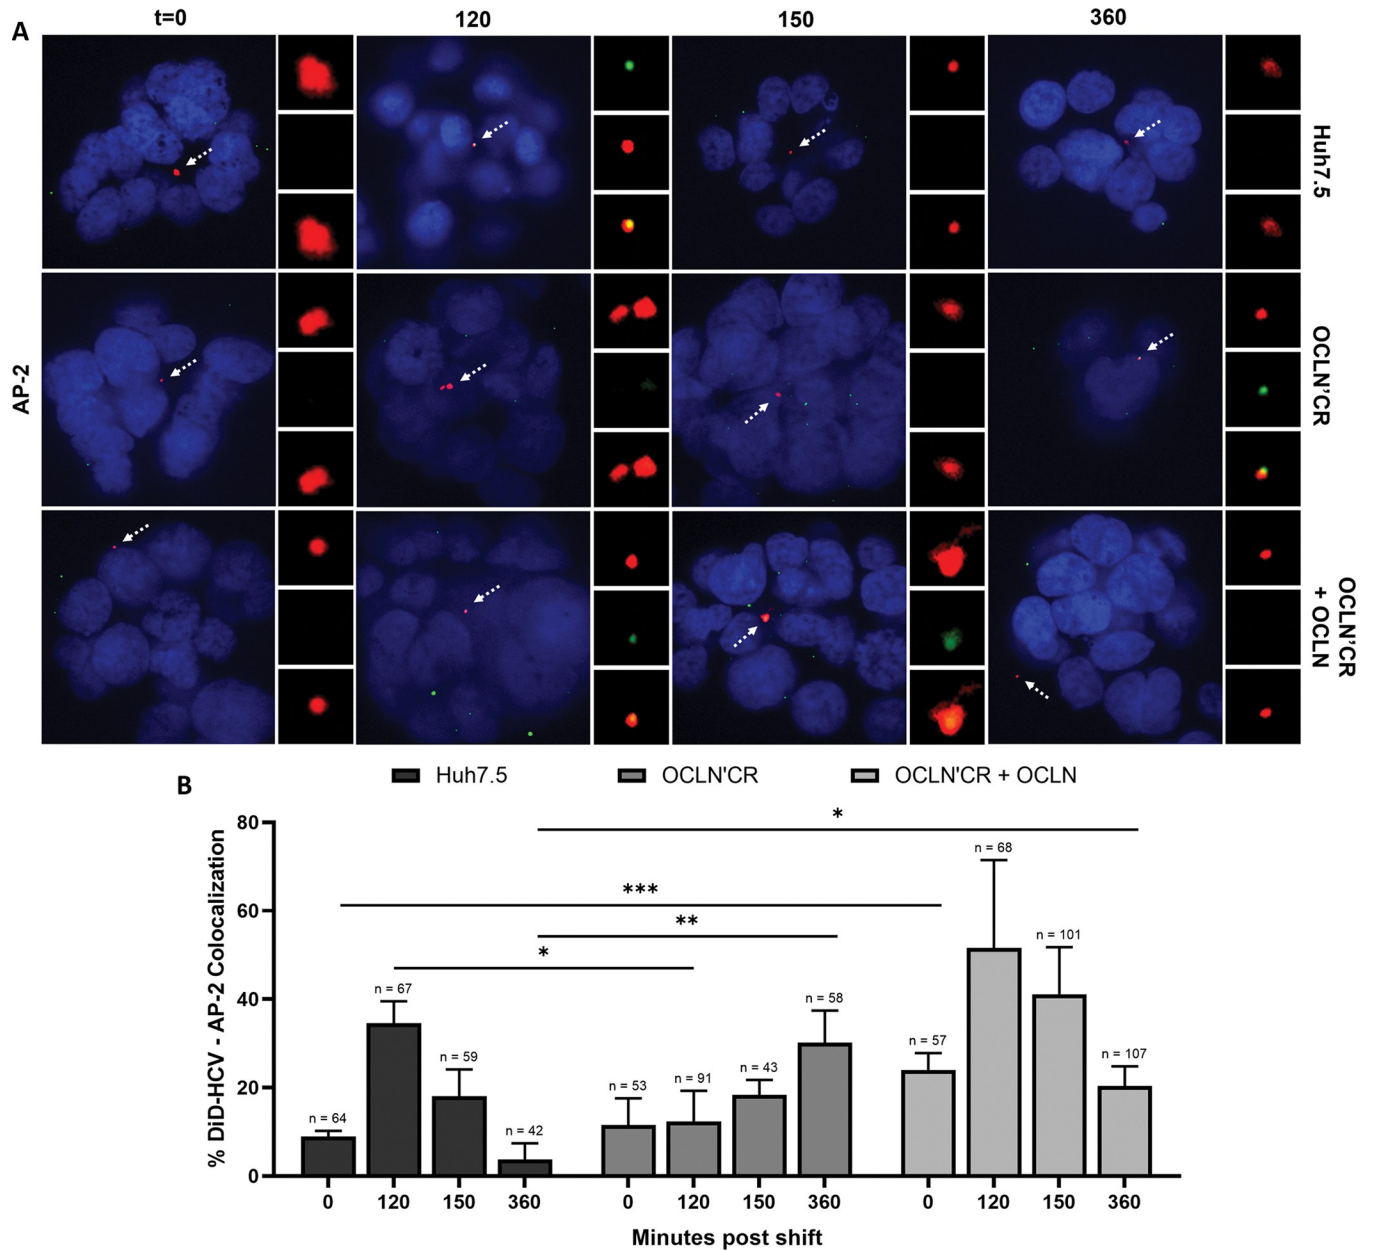 A
t=0 120 150 360
Huh7.5
AP-2
OCLN'CR
OCLN'CR
+ OCLN
B
Huh7.5 OCLN'CR OCLN'CR + OCLN
% DiD-HCV - AP-2 Colocalization
80
60
40
20
0
*
***
**
*
n = 64
n = 67
n = 59
n = 42
n = 53
n = 91
n = 43
n = 58
n = 57
n = 68
n = 101
n = 107
0 120 150 360 0 120 150 360 0 120 150 360
Minutes post shift